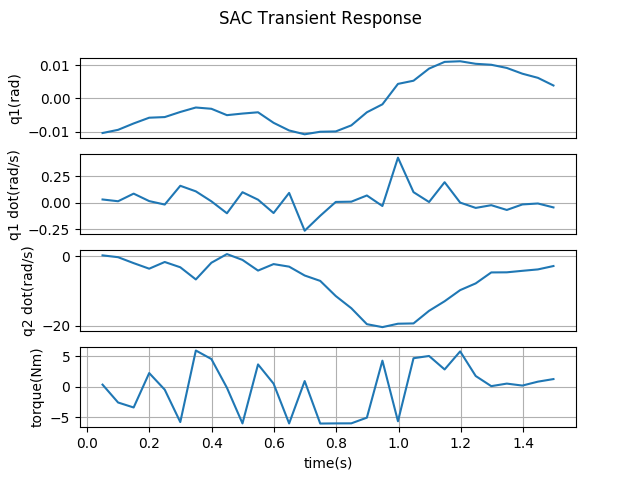 SAC Transient Response
q1(rad)
0.01
0.00
−0.01
q1 dot(rad/s)
0.25
0.00
−0.25
q2 dot(rad/s)
0
−20
torque(Nm)
5
0
−5
0.0 0.2 0.4 0.6 0.8 1.0 1.2 1.4
time(s)